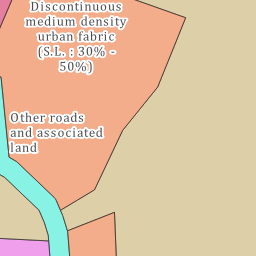 Discontinuous
medium density
urban fabric
(S.L. : 30% -
50%)
Other roads
and associated
land